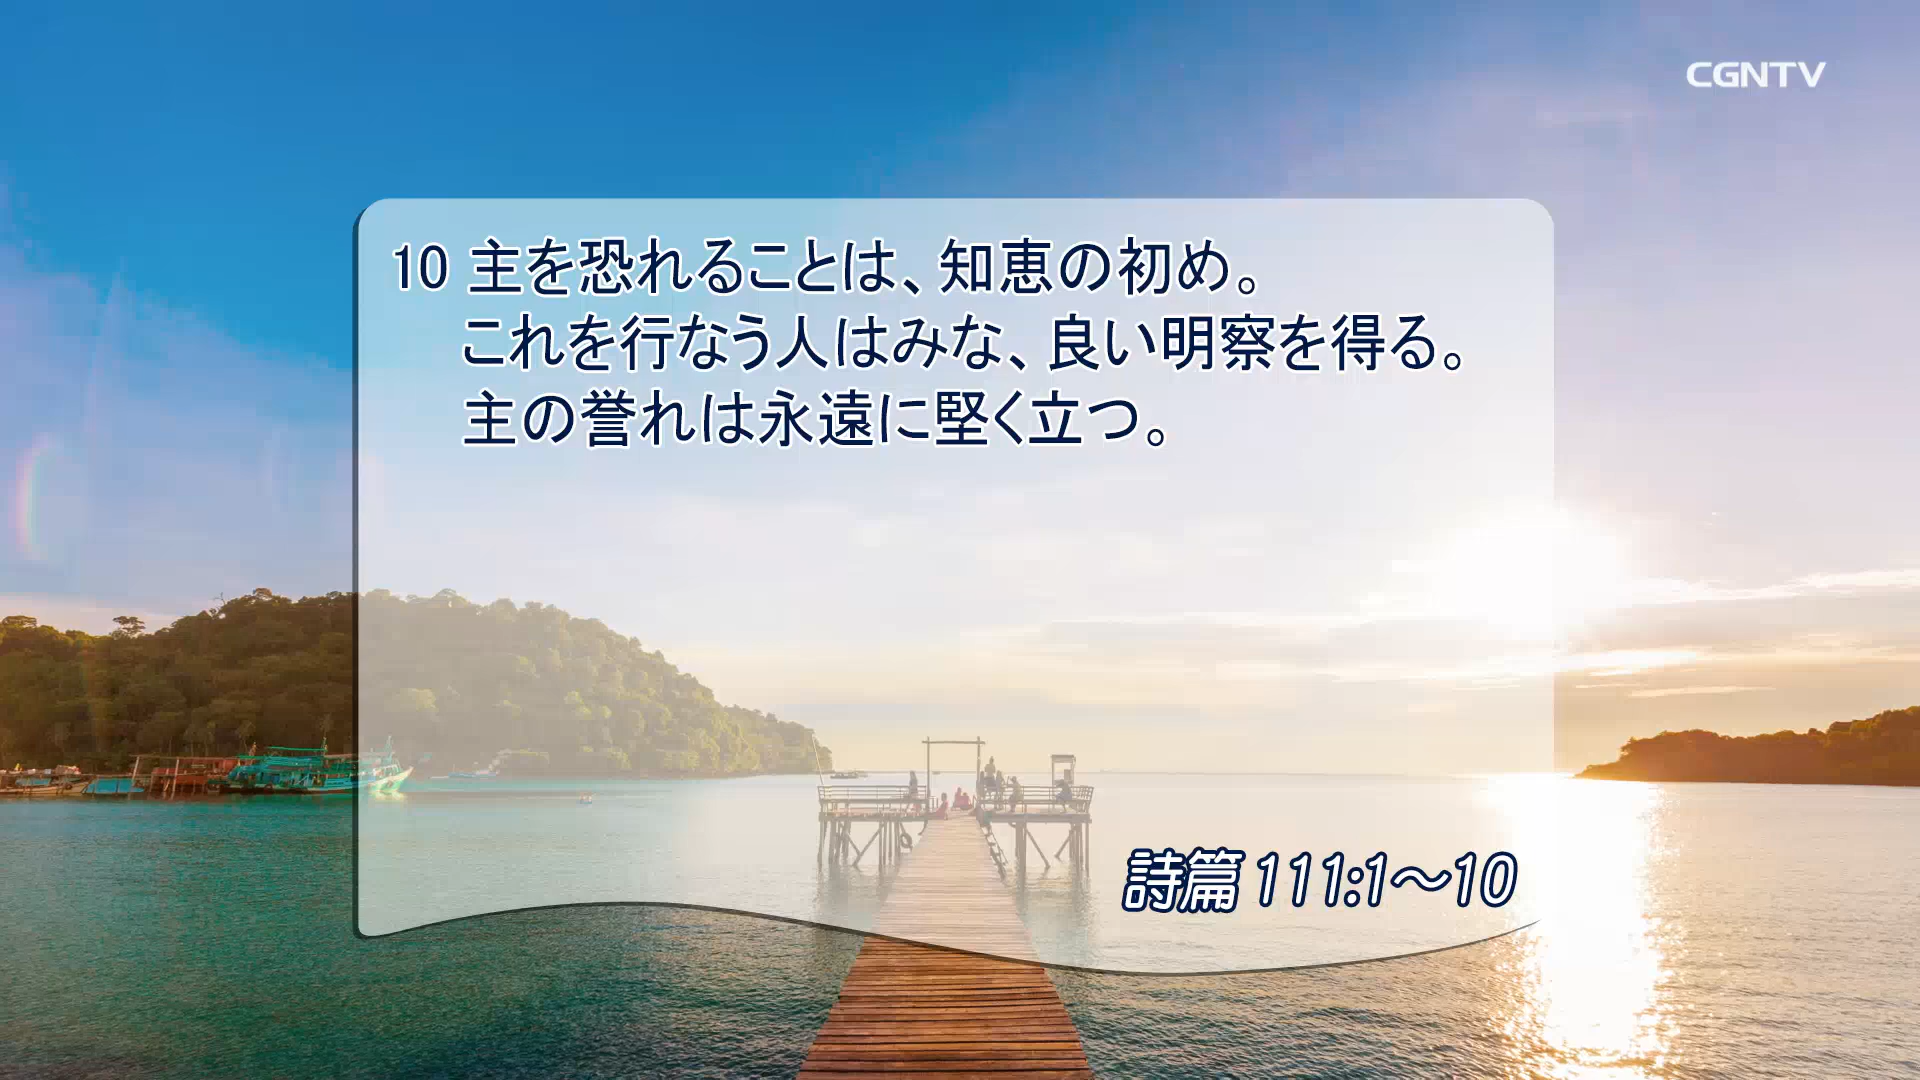 CGNTV
10 主を恐れることは、知恵の初め。
これを行なう人はみな、良い明察を得る。
主の誉れは永遠に堅く立つ。
詩篇 111:1～10